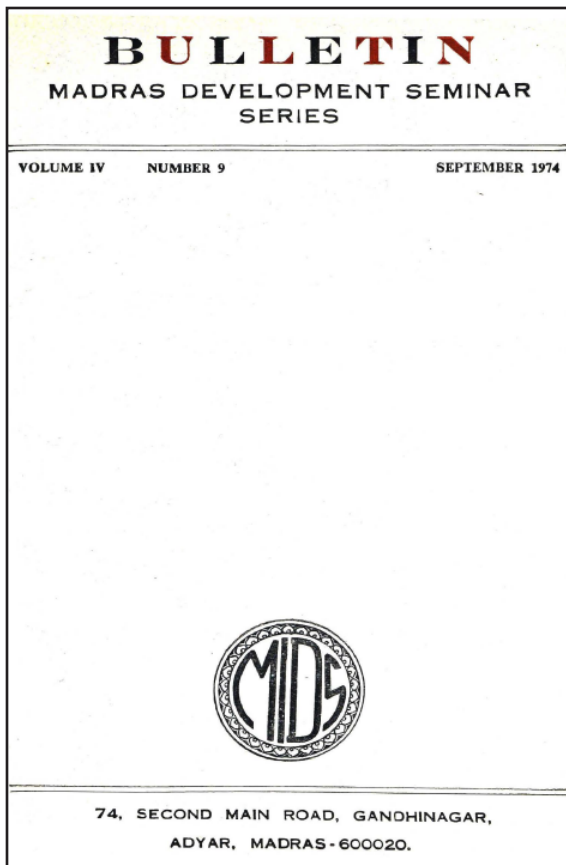 BULLETIN
MADRAS DEVELOPMENT SEMINAR
SERIES
VOLUME IV NUMBER 9 SEPTEMBER 1974
MIDS
74, SECOND MAIN ROAD, GANDHINAGAR,
ADYAR, MADRAS-600020.